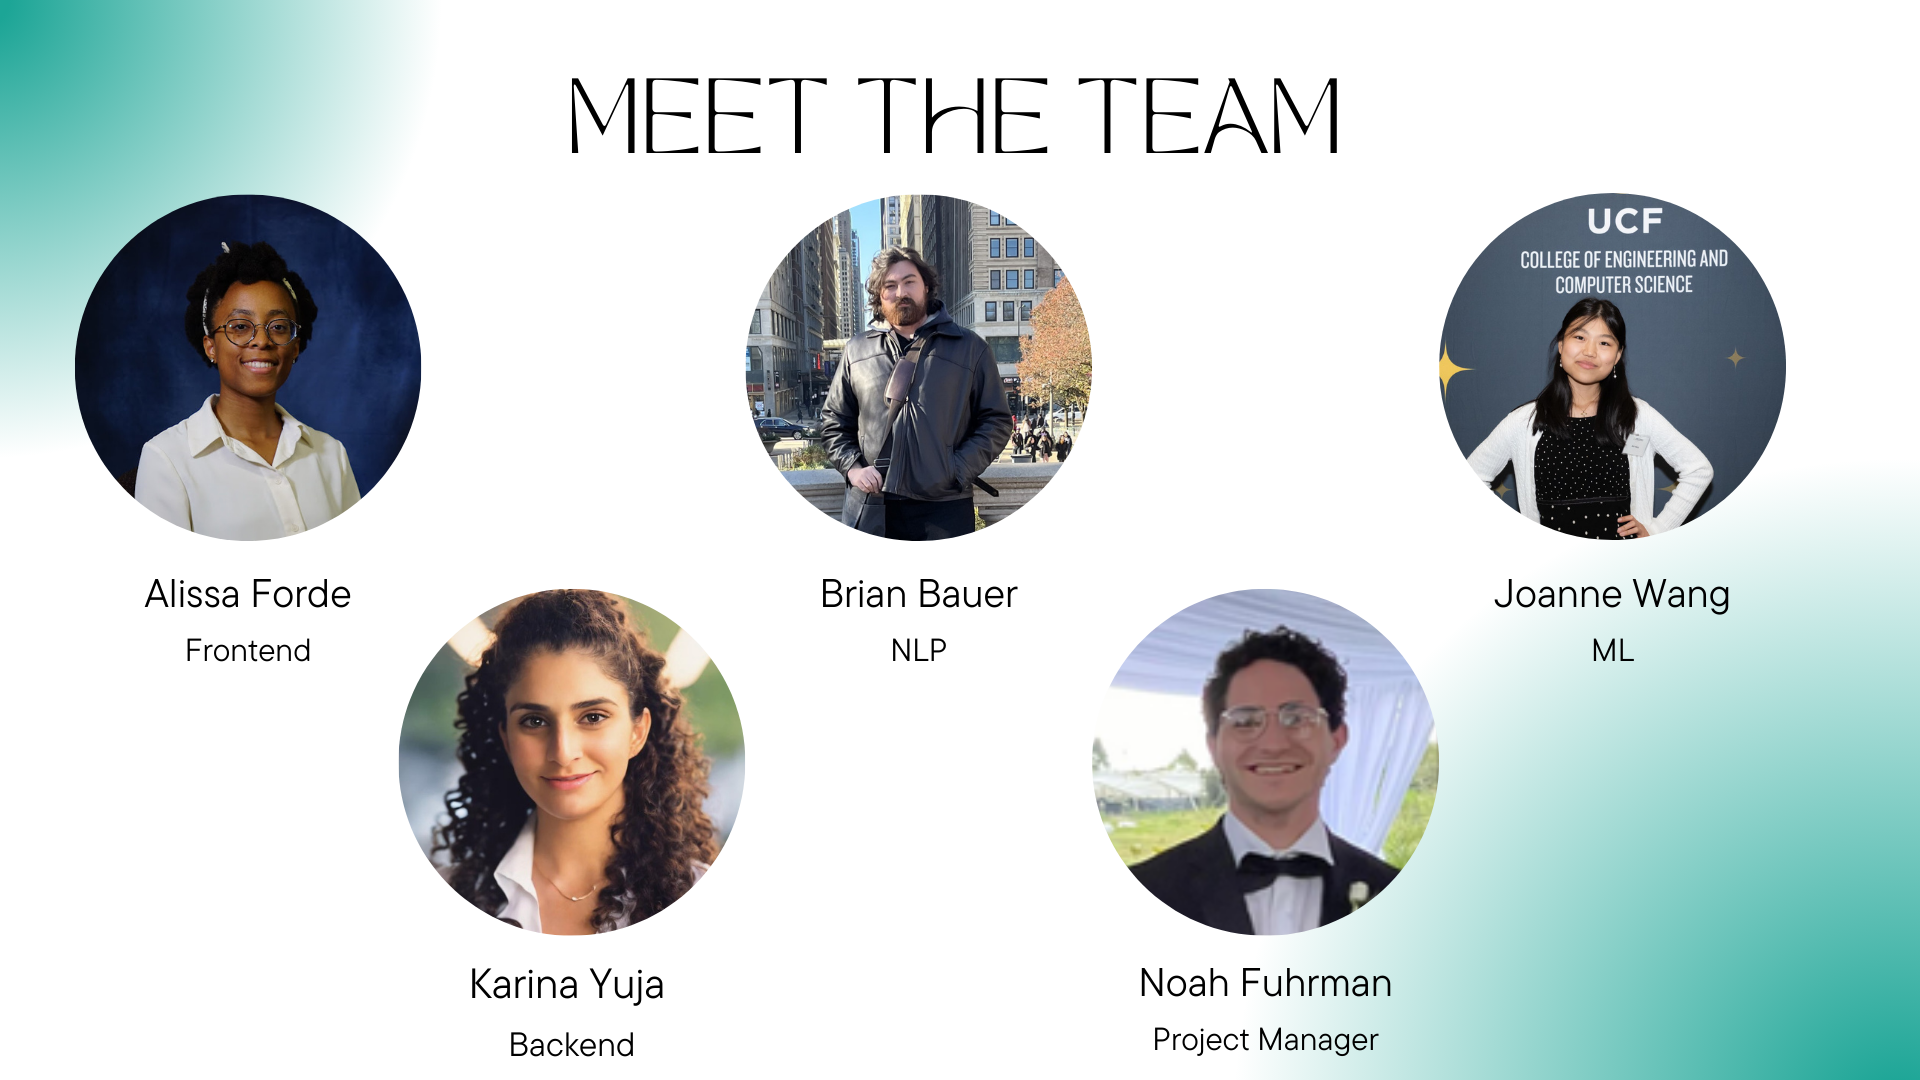 MEET THE TEAM
UCF
COLLEGE OF ENGINEERING AND
COMPUTER SCIENCE
Alissa Forde
Frontend
Brian Bauer
NLP
Joanne Wang
ML
Karina Yuja
Backend
Noah Fuhrman
Project Manager